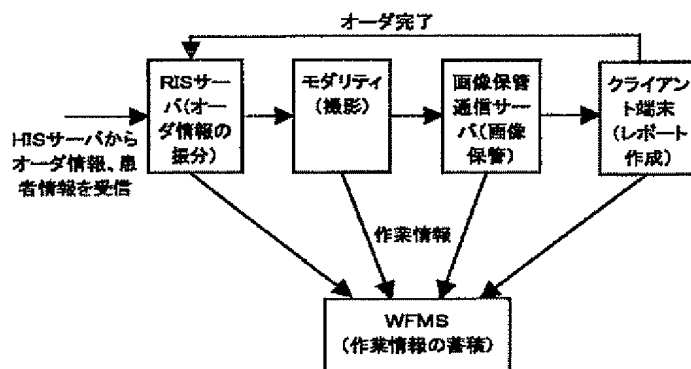 オーダ完了
RISサー
バ(オー
ダ情報の
振分)
モダリティ
(撮影)
画像保管
通信サー
バ(画像
保管)
クライアン
ト端末
(レポート
作成)
HISサーバから
オーダ情報、患
者情報を受信
作業情報
WFMS
(作業情報の蓄積)